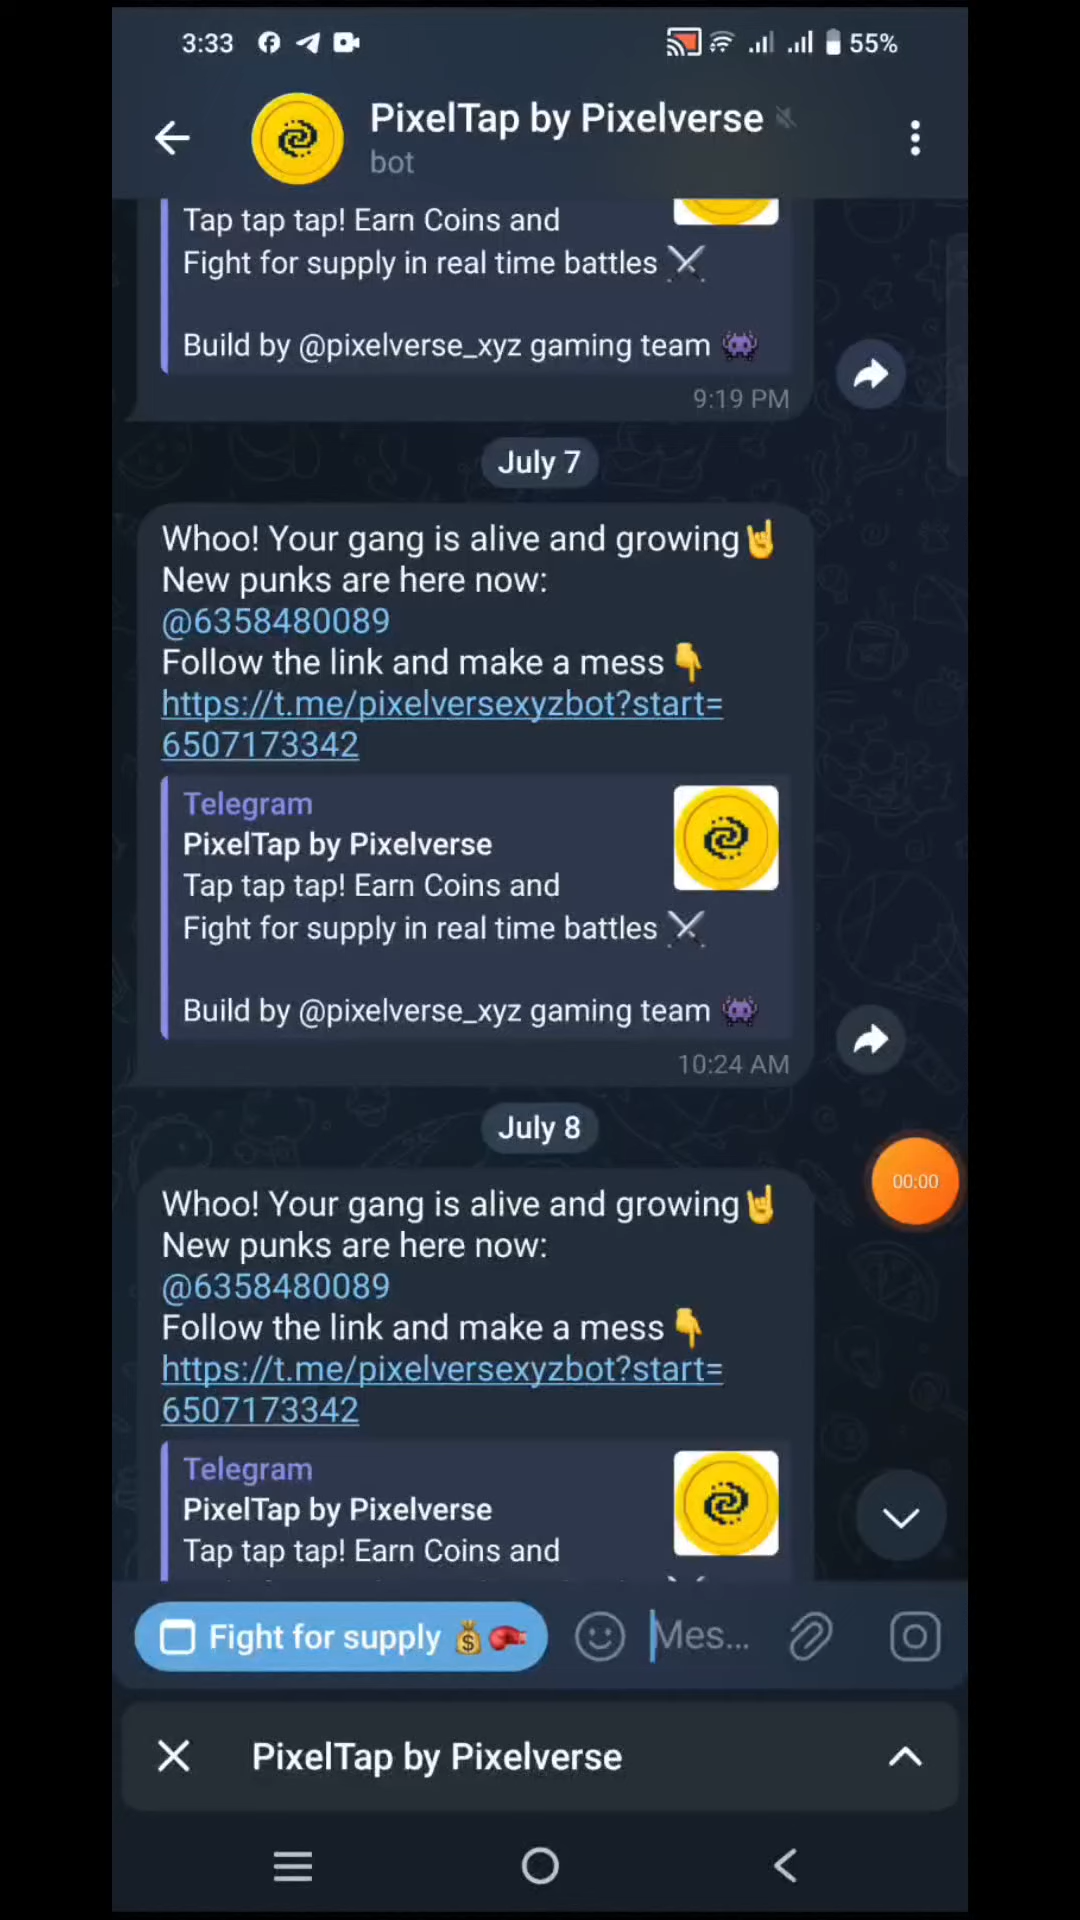 3:33
55%
PixelTap by Pixelverse
bot
Tap tap tap! Earn Coins and
Fight for supply in real time battles ⚔️
Build by @pixelverse_xyz gaming team 👾
9:19 PM
July 7
Whoo! Your gang is alive and growing🤘
New punks are here now:
@6358480089
Follow the link and make a mess👇
https://t.me/pixelversexyzbot?start=
6507173342
Telegram
PixelTap by Pixelverse
Tap tap tap! Earn Coins and
Fight for supply in real time battles ⚔️
Build by @pixelverse_xyz gaming team 👾
10:24 AM
July 8
00:00
Whoo! Your gang is alive and growing🤘
New punks are here now:
@6358480089
Follow the link and make a mess👇
https://t.me/pixelversexyzbot?start=
6507173342
Telegram
PixelTap by Pixelverse
Tap tap tap! Earn Coins and
Fight for supply 💰🥊
Mes...
PixelTap by Pixelverse